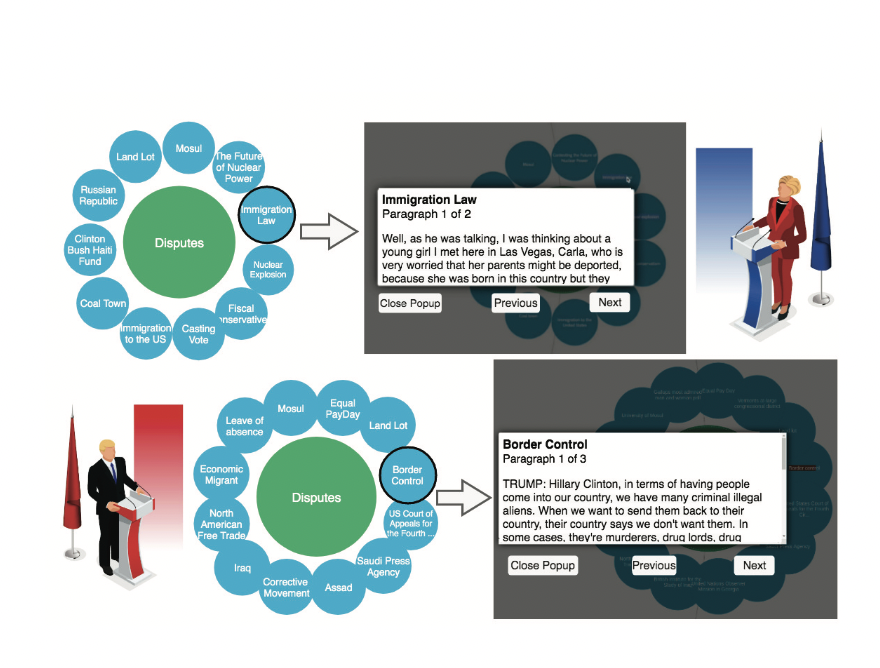 Mosul
Land Lot
The Future
of Nuclear
Power
Russian
Republic
Immigration
Law
Disputes
Clinton
Bush Haiti
Fund
Nuclear
Explosion
Coal Town
Fiscal
onservative
Immigration
to the US
Casting
Vote
Immigration Law
Paragraph 1 of 2
Well, as he was talking, I was thinking about a
young girl I met here in Las Vegas, Carla, who is
very worried that her parents might be deported,
because she was born in this country but they
Close Popup
Previous
Next
Mosul
Equal
PayDay
Leave of
absence
Land Lot
Economic
Migrant
Border
Control
Disputes
North
American
Free Trade
US Court of
Appeals for
the Fourth ...
Iraq
Saudi Press
Agency
Corrective
Movement
Assad
Border Control
Paragraph 1 of 3
TRUMP: Hillary Clinton, in terms of having people
come into our country, we have many criminal illegal
aliens. When we want to send them back to their
country, their country says we don't want them. In
some cases, they're murderers, drug lords, drug
Close Popup
Previous
Next